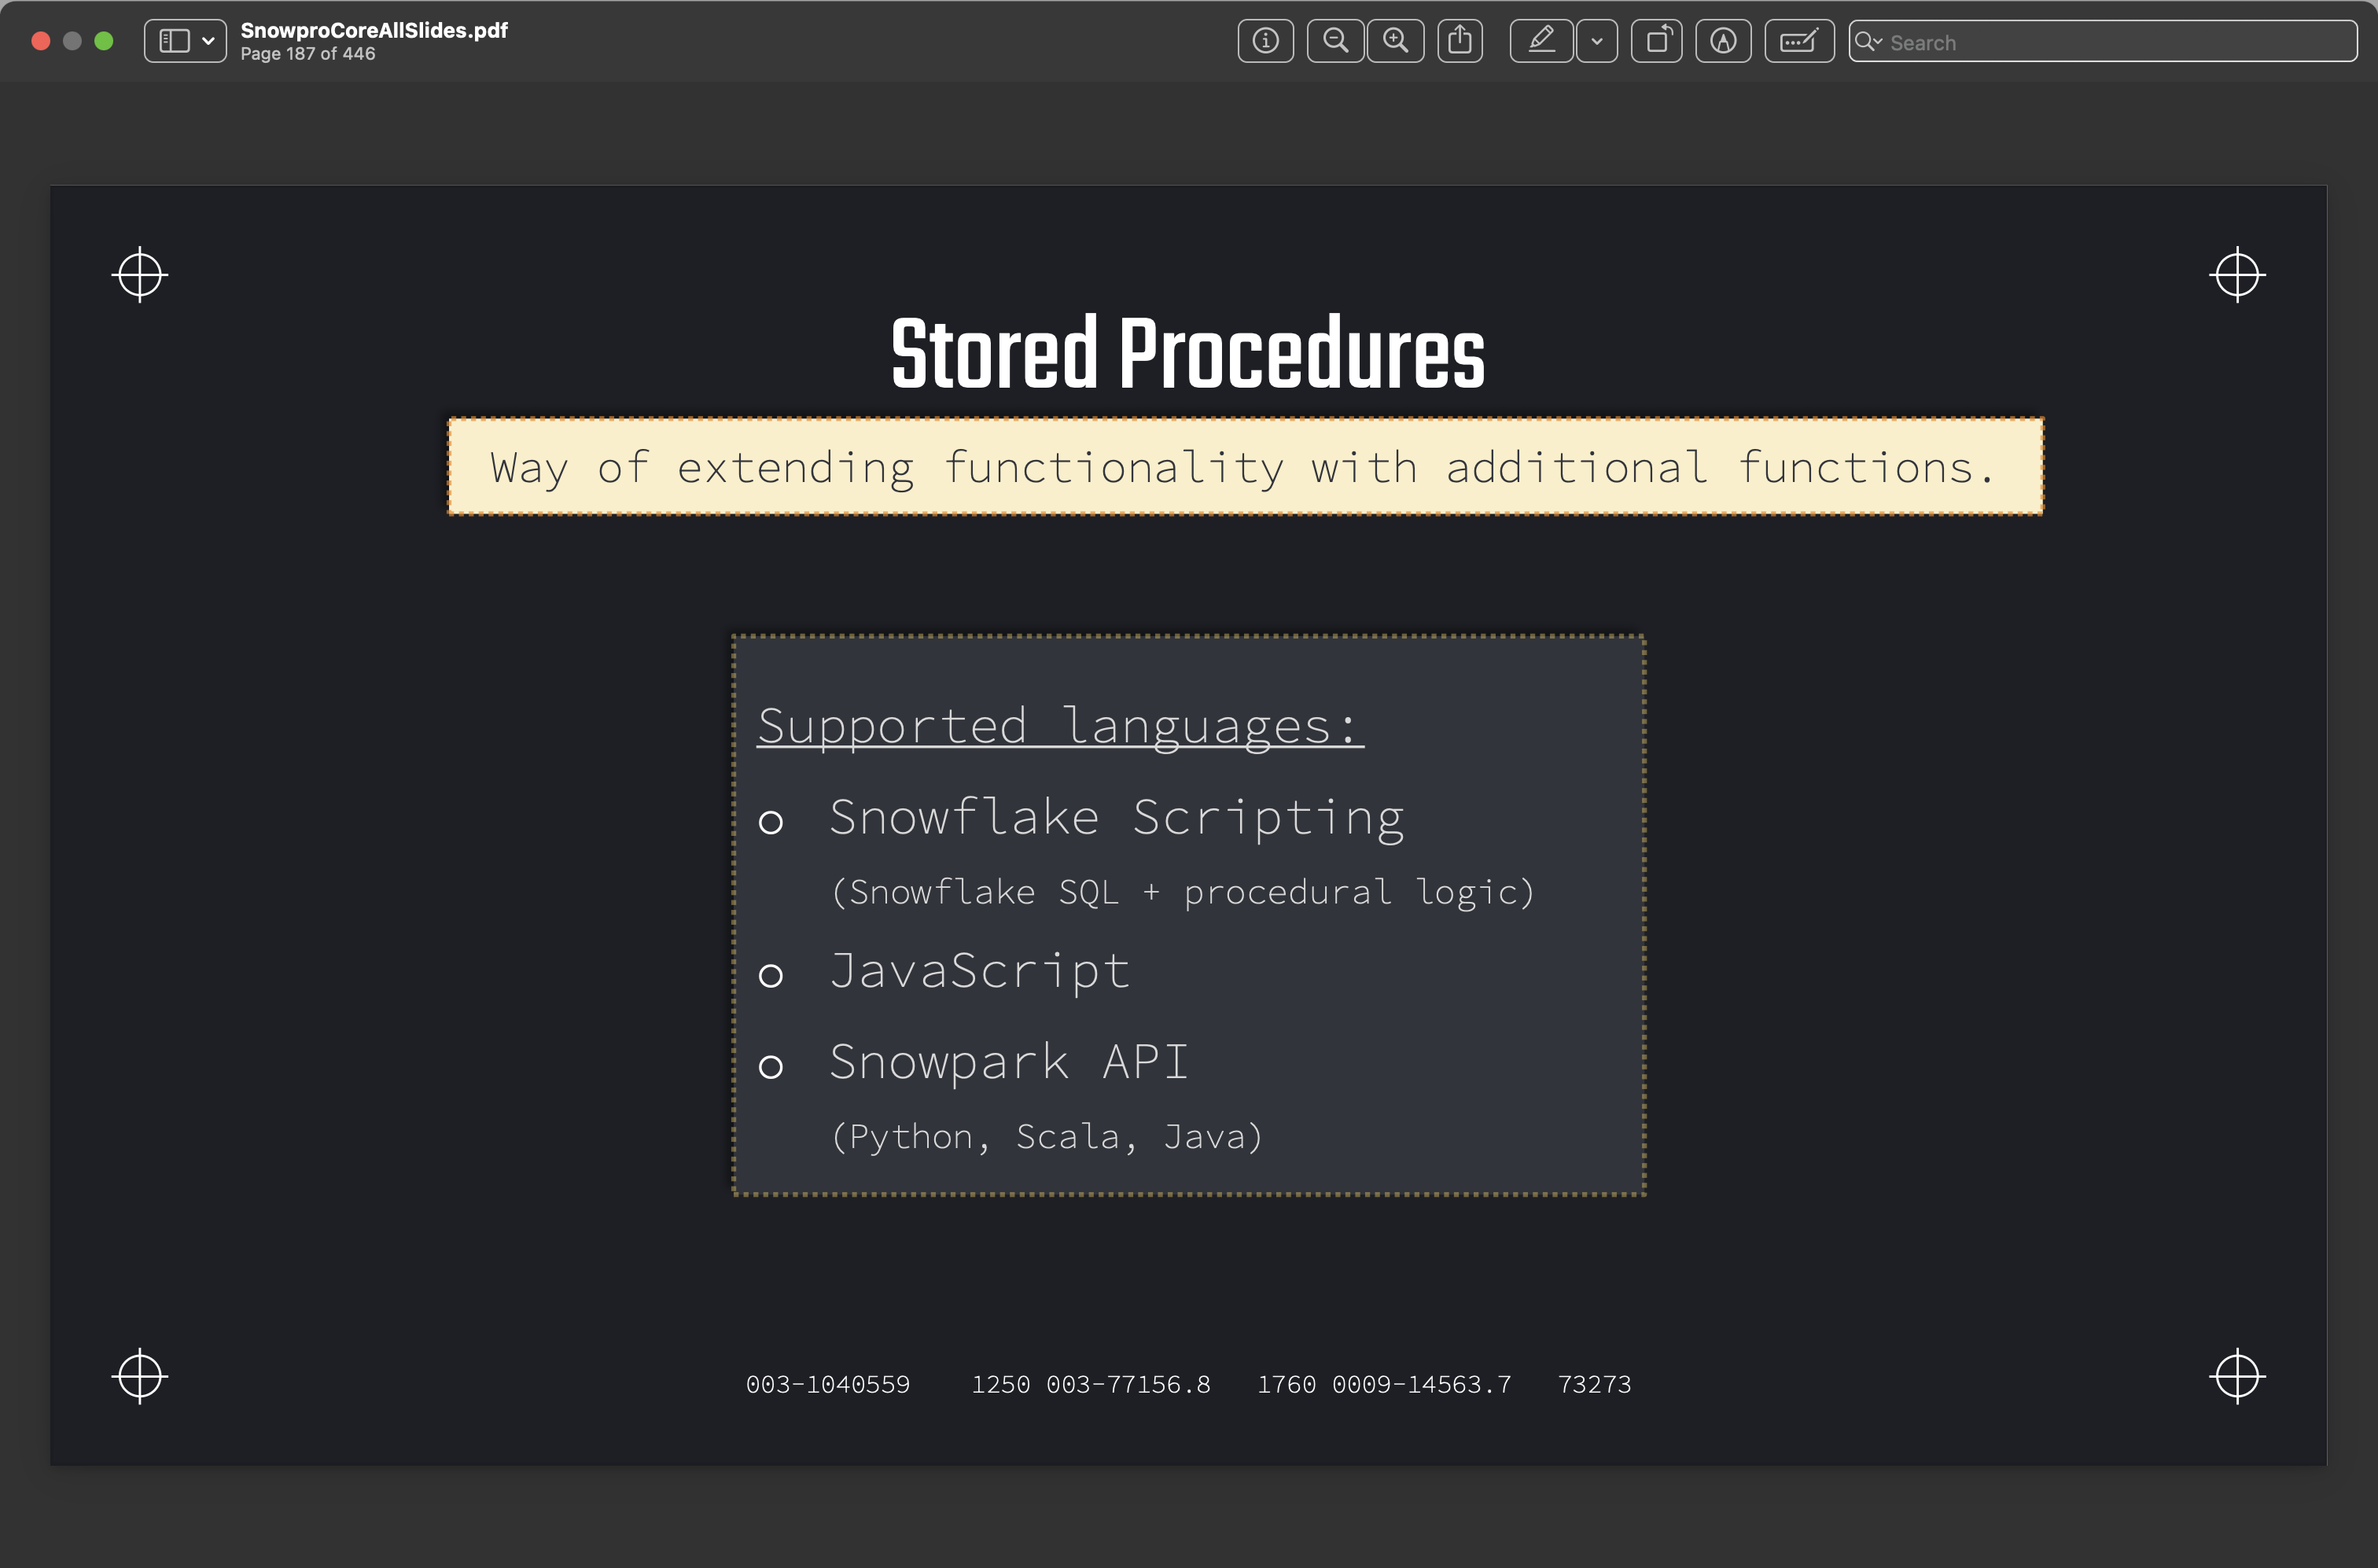 SnowproCoreAllSlides.pdf
Page 187 of 446
Search
Stored Procedures
Way of extending functionality with additional functions.
Supported languages:
Snowflake Scripting
(Snowflake SQL + procedural logic)
JavaScript
Snowpark API
(Python, Scala, Java)
003-1040559 1250 003-77156.8 1760 0009-14563.7 73273